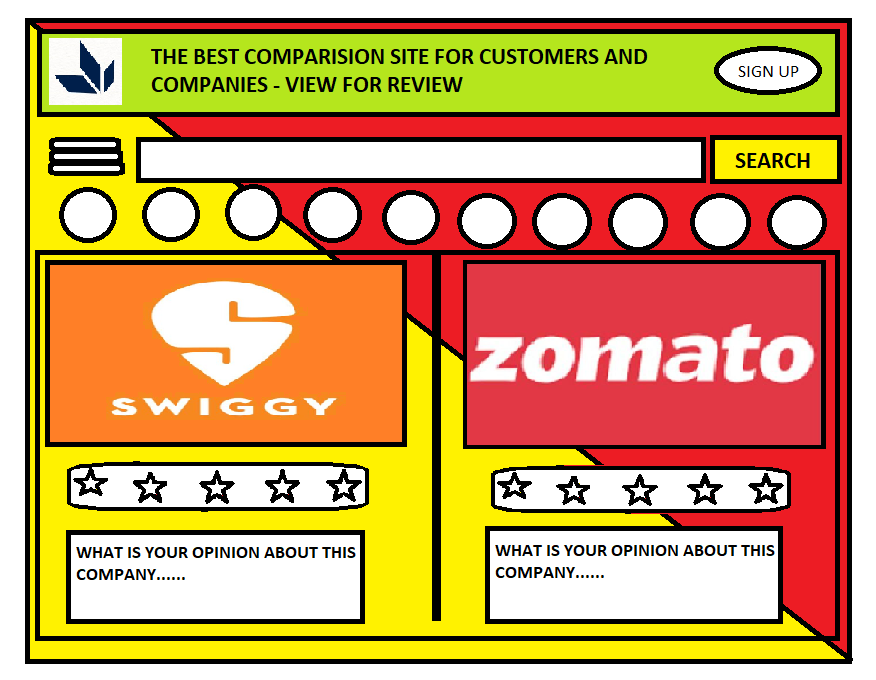 THE BEST COMPARISION SITE FOR CUSTOMERS AND
COMPANIES - VIEW FOR REVIEW
SIGN UP
SEARCH
SWIGGY
zomato
WHAT IS YOUR OPINION ABOUT THIS
COMPANY......
WHAT IS YOUR OPINION ABOUT THIS
COMPANY......